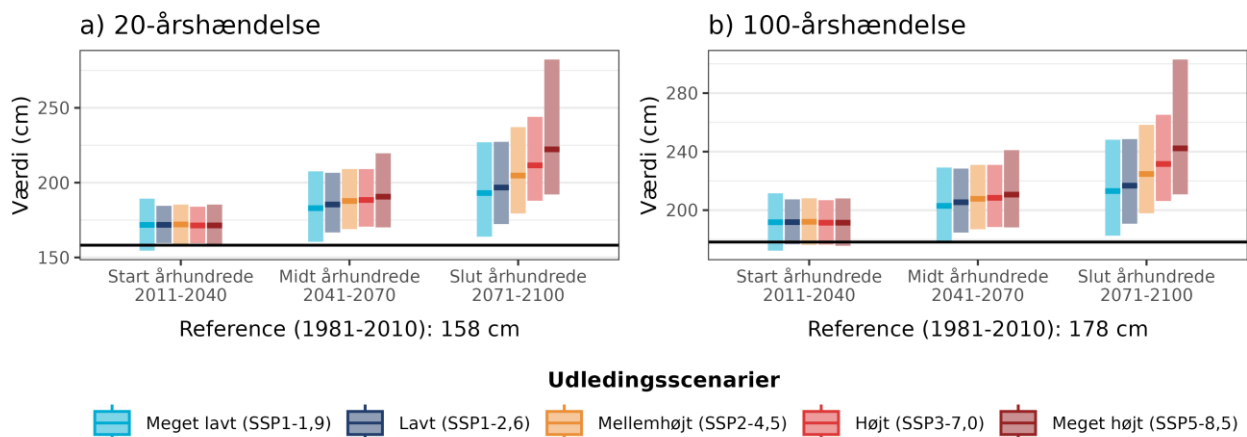 a) 20-årshændelse
Værdi (cm)
250
200
150
Start århundrede
2011-2040
Midt århundrede
2041-2070
Slut århundrede
2071-2100
Reference (1981-2010): 158 cm
b) 100-årshændelse
Værdi (cm)
280
240
200
Start århundrede
2011-2040
Midt århundrede
2041-2070
Slut århundrede
2071-2100
Reference (1981-2010): 178 cm
Udledingsscenarier
Meget lavt (SSP1-1,9)
Lavt (SSP1-2,6)
Mellemhøjt (SSP2-4,5)
Højt (SSP3-7,0)
Meget højt (SSP5-8,5)